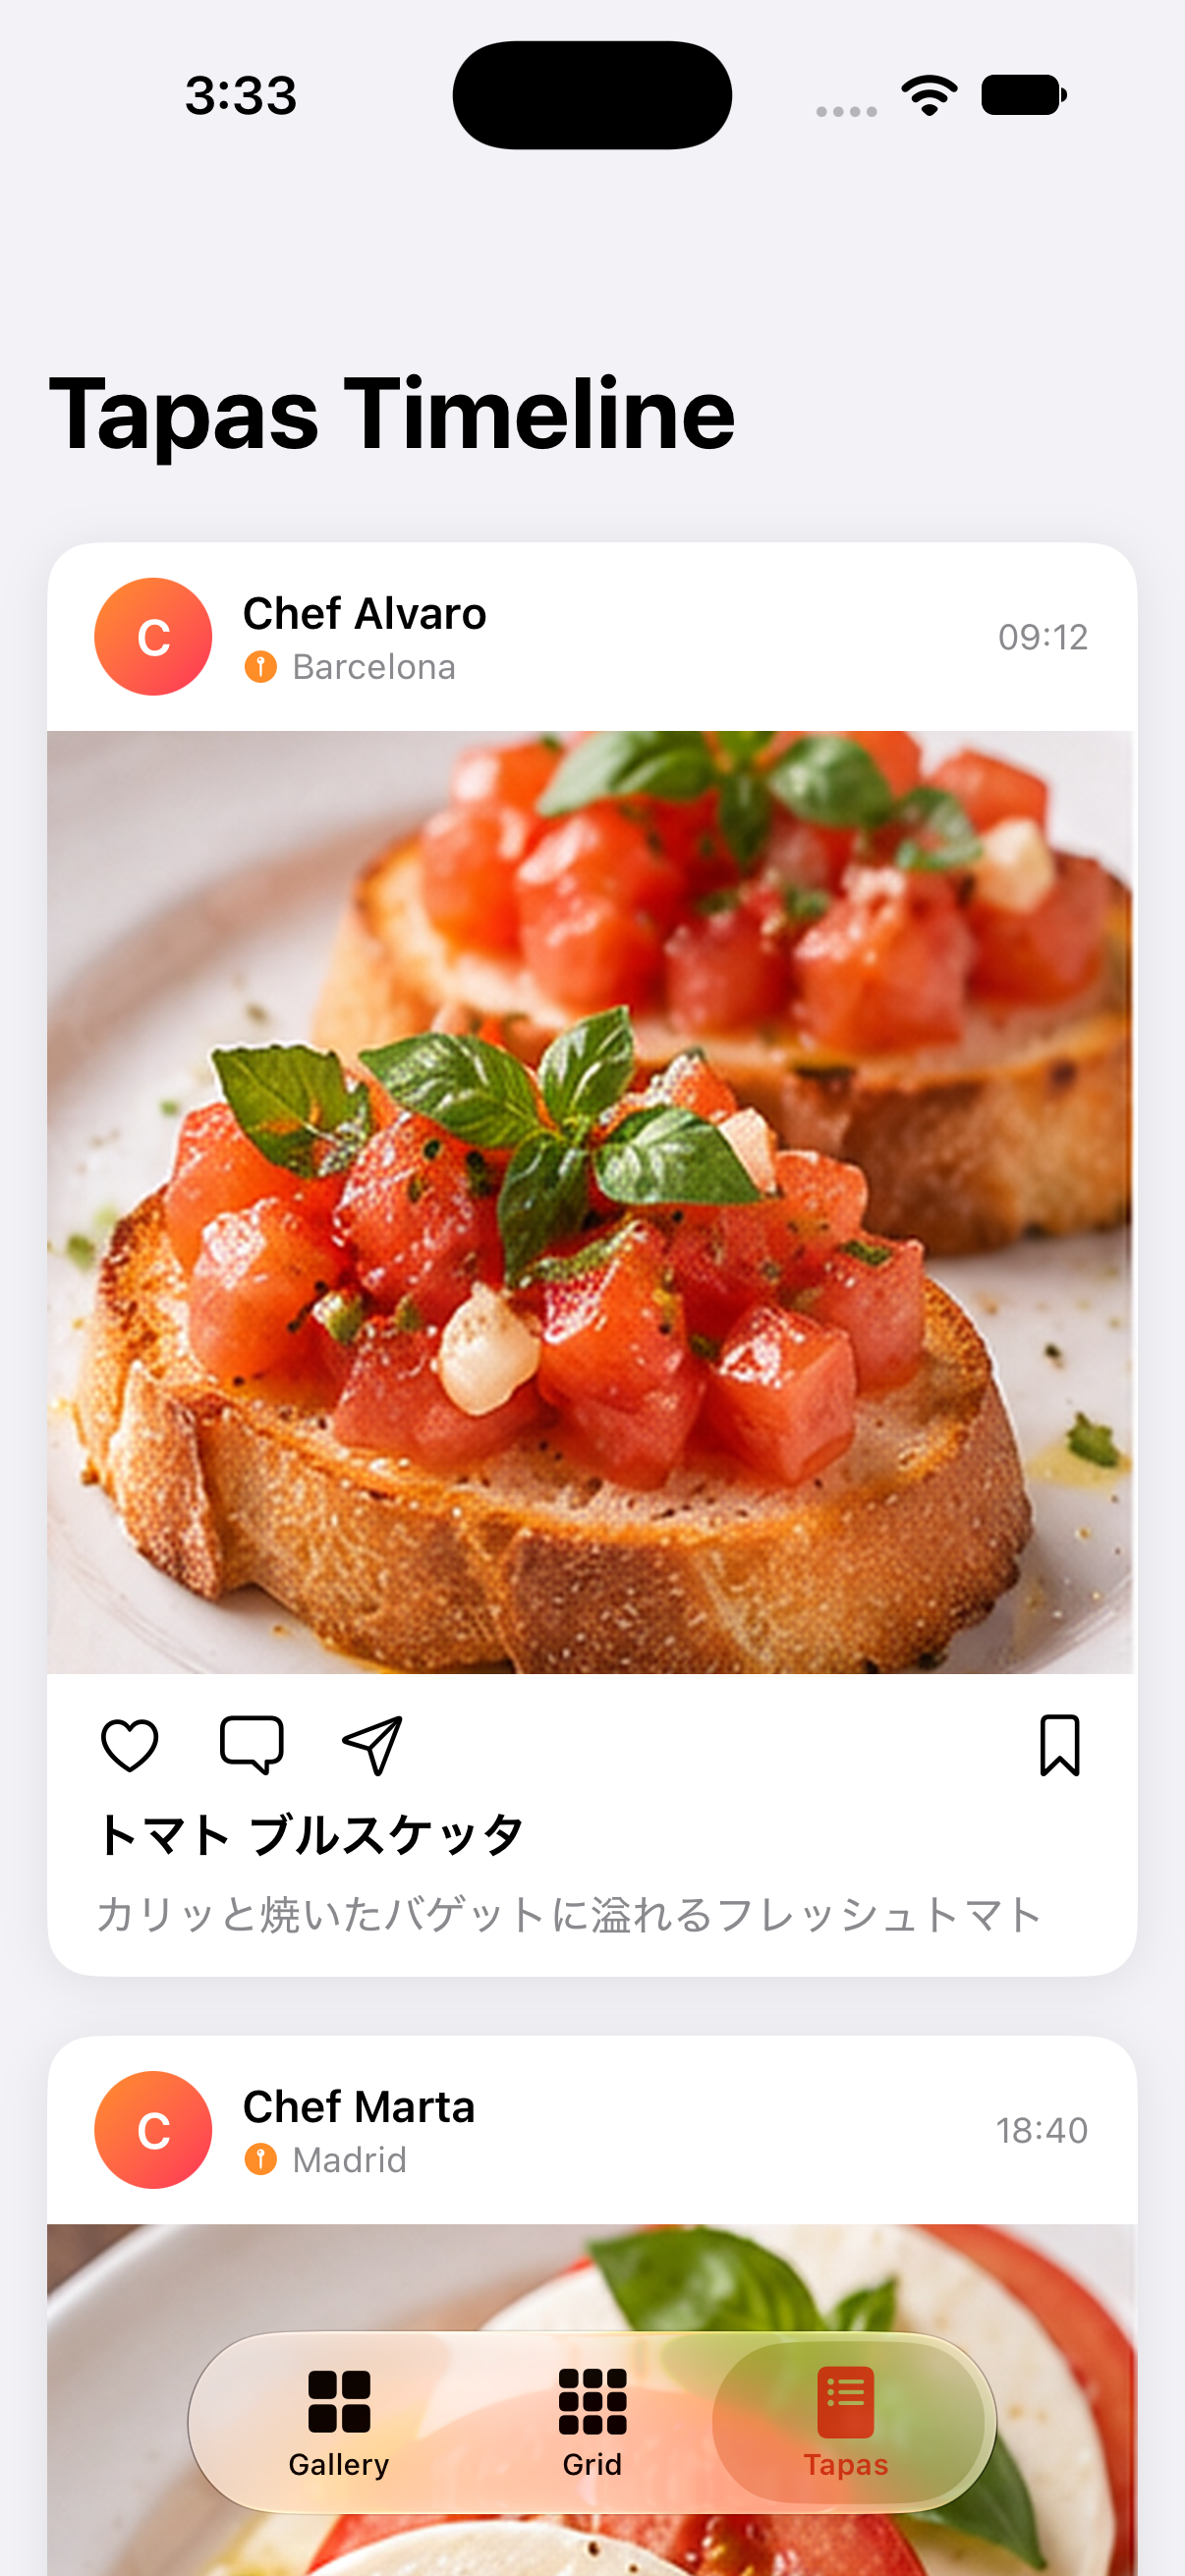 3:33
Tapas Timeline
C
Chef Alvaro
Barcelona
09:12
トマト ブルスケッタ
カリッと焼いたバゲットに溢れるフレッシュトマト
C
Chef Marta
Madrid
18:40
Gallery
Grid
Tapas